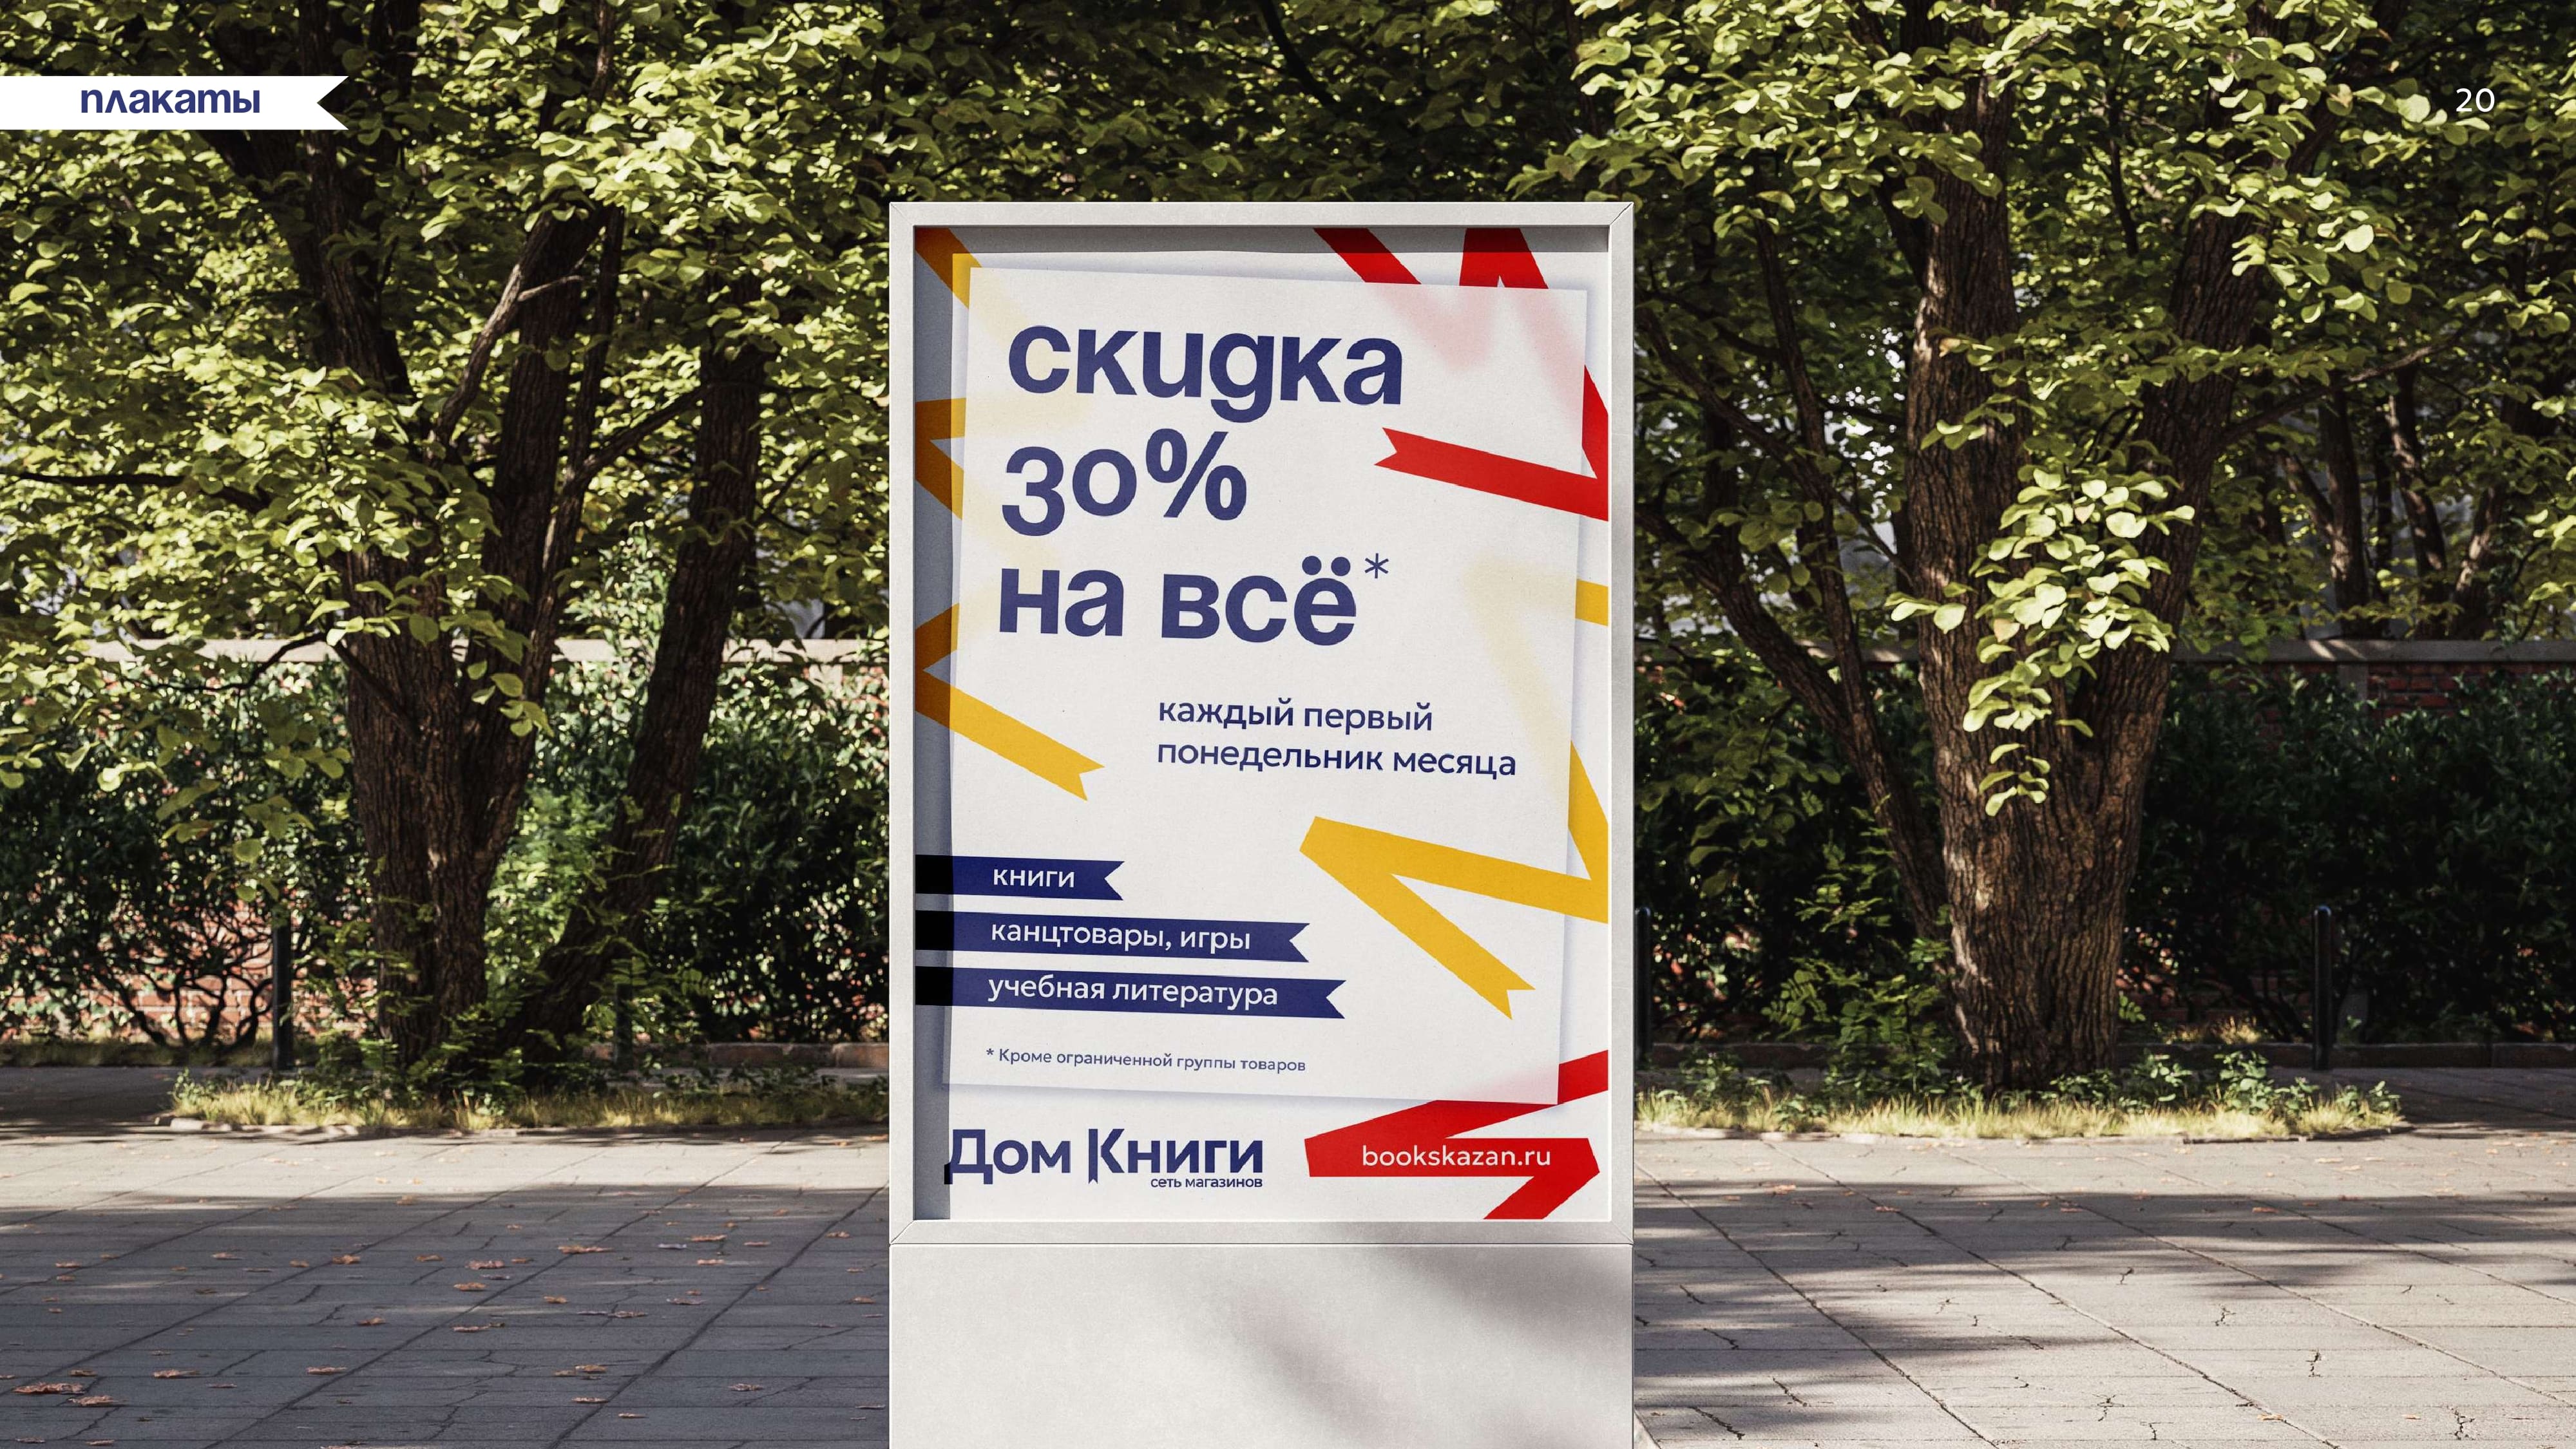 плакаты
20
скидка
30%
на всё*
каждый первый
понедельник месяца
книги
канцтовары, игры
учебная литература
* Кроме ограниченной группы товаров
Дом Книги
сеть магазинов
bookskazan.ru